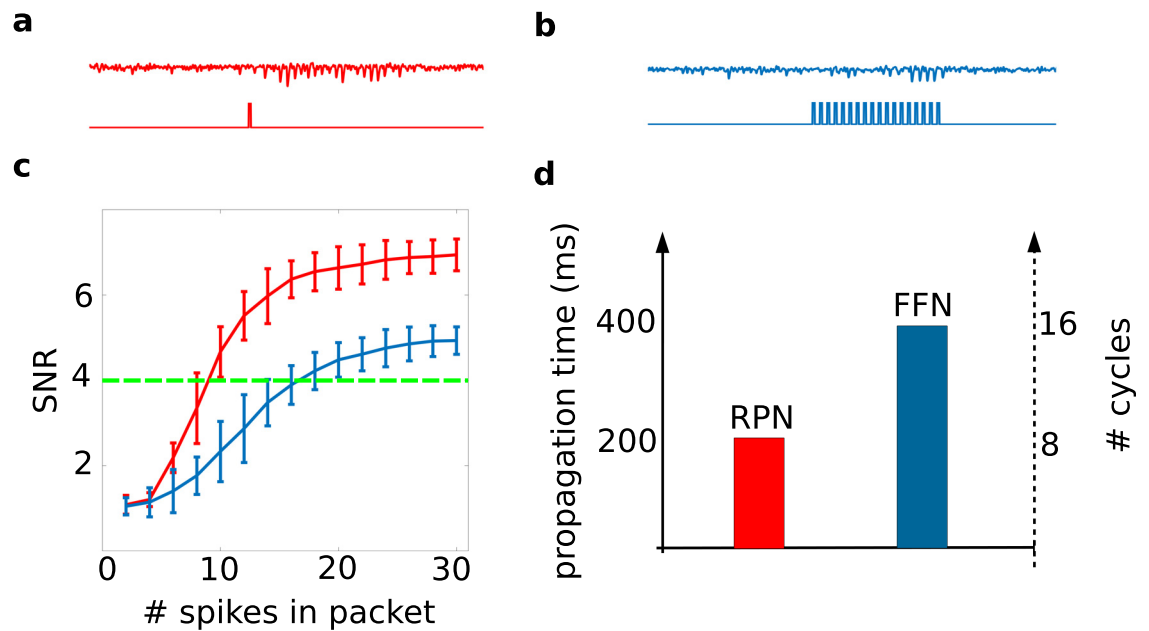 a
b
c
6
4
2
SNR
0 10 20 30
# spikes in packet
d
propagation time (ms)
400
200
RPN
FFN
16
8
# cycles